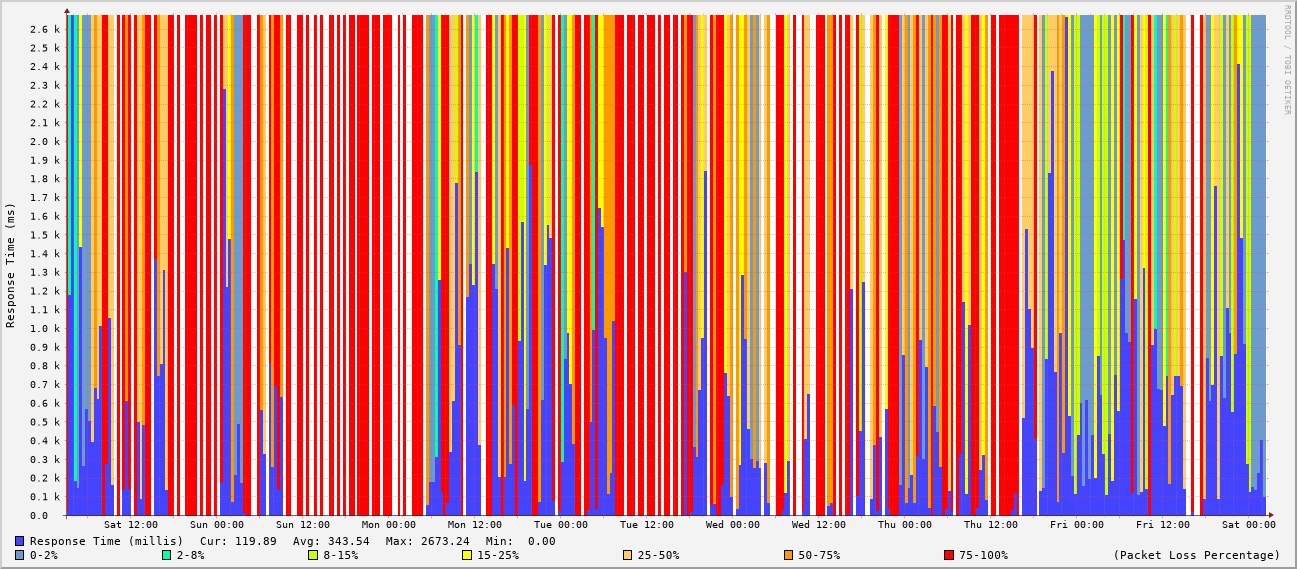 RRDTOOL / TOBI OETIKER
Response Time (ms)
2.6 k
2.5 k
2.4 k
2.3 k
2.2 k
2.1 k
2.0 k
1.9 k
1.8 k
1.7 k
1.6 k
1.5 k
1.4 k
1.3 k
1.2 k
1.1 k
1.0 k
0.9 k
0.8 k
0.7 k
0.6 k
0.5 k
0.4 k
0.3 k
0.2 k
0.1 k
0.0
Sat 12:00 Sun 00:00 Sun 12:00 Mon 00:00 Mon 12:00 Tue 00:00 Tue 12:00 Wed 00:00 Wed 12:00 Thu 00:00 Thu 12:00 Fri 00:00 Fri 12:00 Sat 00:00
Response Time (millis) Cur: 119.89 Avg: 343.54 Max: 2673.24 Min: 0.00
0-2% 2-8% 8-15% 15-25% 25-50% 50-75% 75-100% (Packet Loss Percentage)